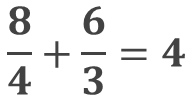 8/4 + 6/3 = 4